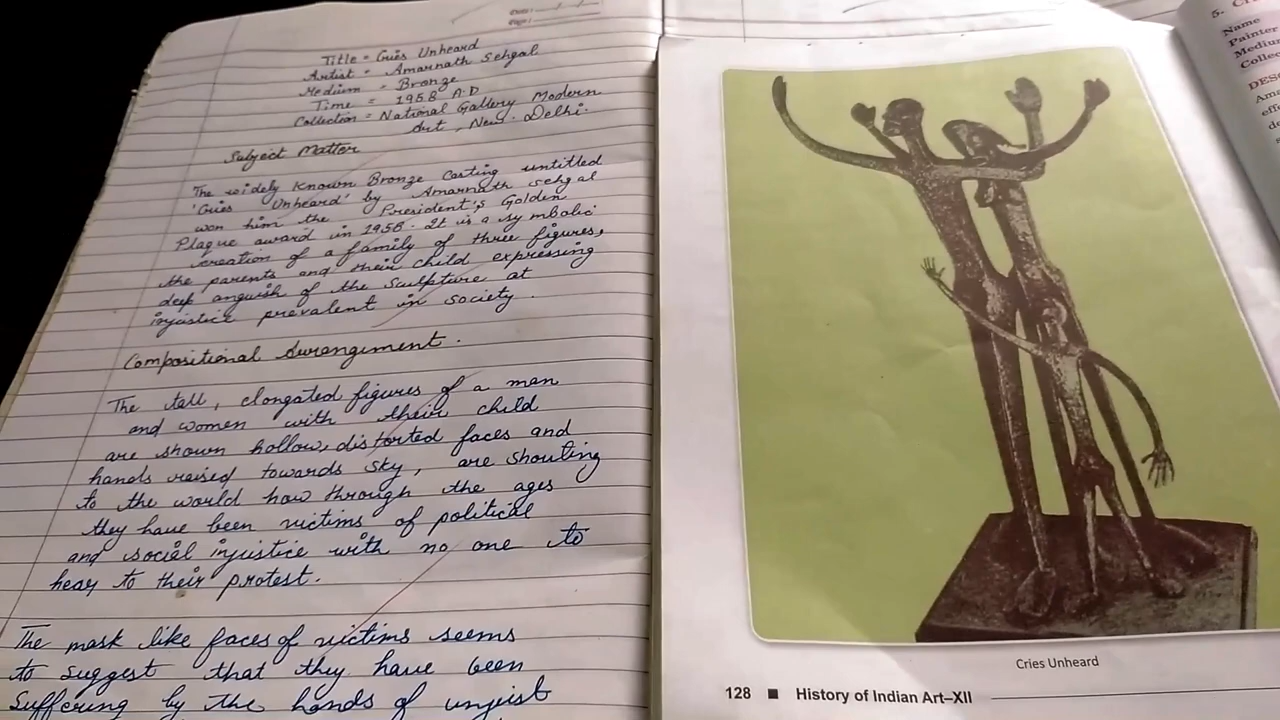 Title = Cries Unheard
Artist = Amarnath Sehgal
Medium = Bronze
Time = 1958 A.D
Collection = National Gallery Modern
Art, New Delhi.
Subject Matter
The widely known Bronze Casting untitled
'Cries Unheard' by Amarnath Sehgal
won him the President's Golden
Plaque award in 1958. It is a symbolic
creation of a family of three figures,
the parents and their child expressing
deep anguish of the Sculpture at
injustice prevalent in society.
Compositional Arrangement.
The tall, elongated figures of a man
and women with their child
are shown hollow, distorted faces and
hands raised towards sky, are shouting
to the world how through the ages
they have been victims of political
and social injustice with no one to
hear to their protest.
The mask like faces of victims seems
to suggest that they have been
Suffering by the hands of unjust
Cries Unheard
128 ■ History of Indian Art–XII
5.
Name
Painter
Medium
Collec
DES
Ama